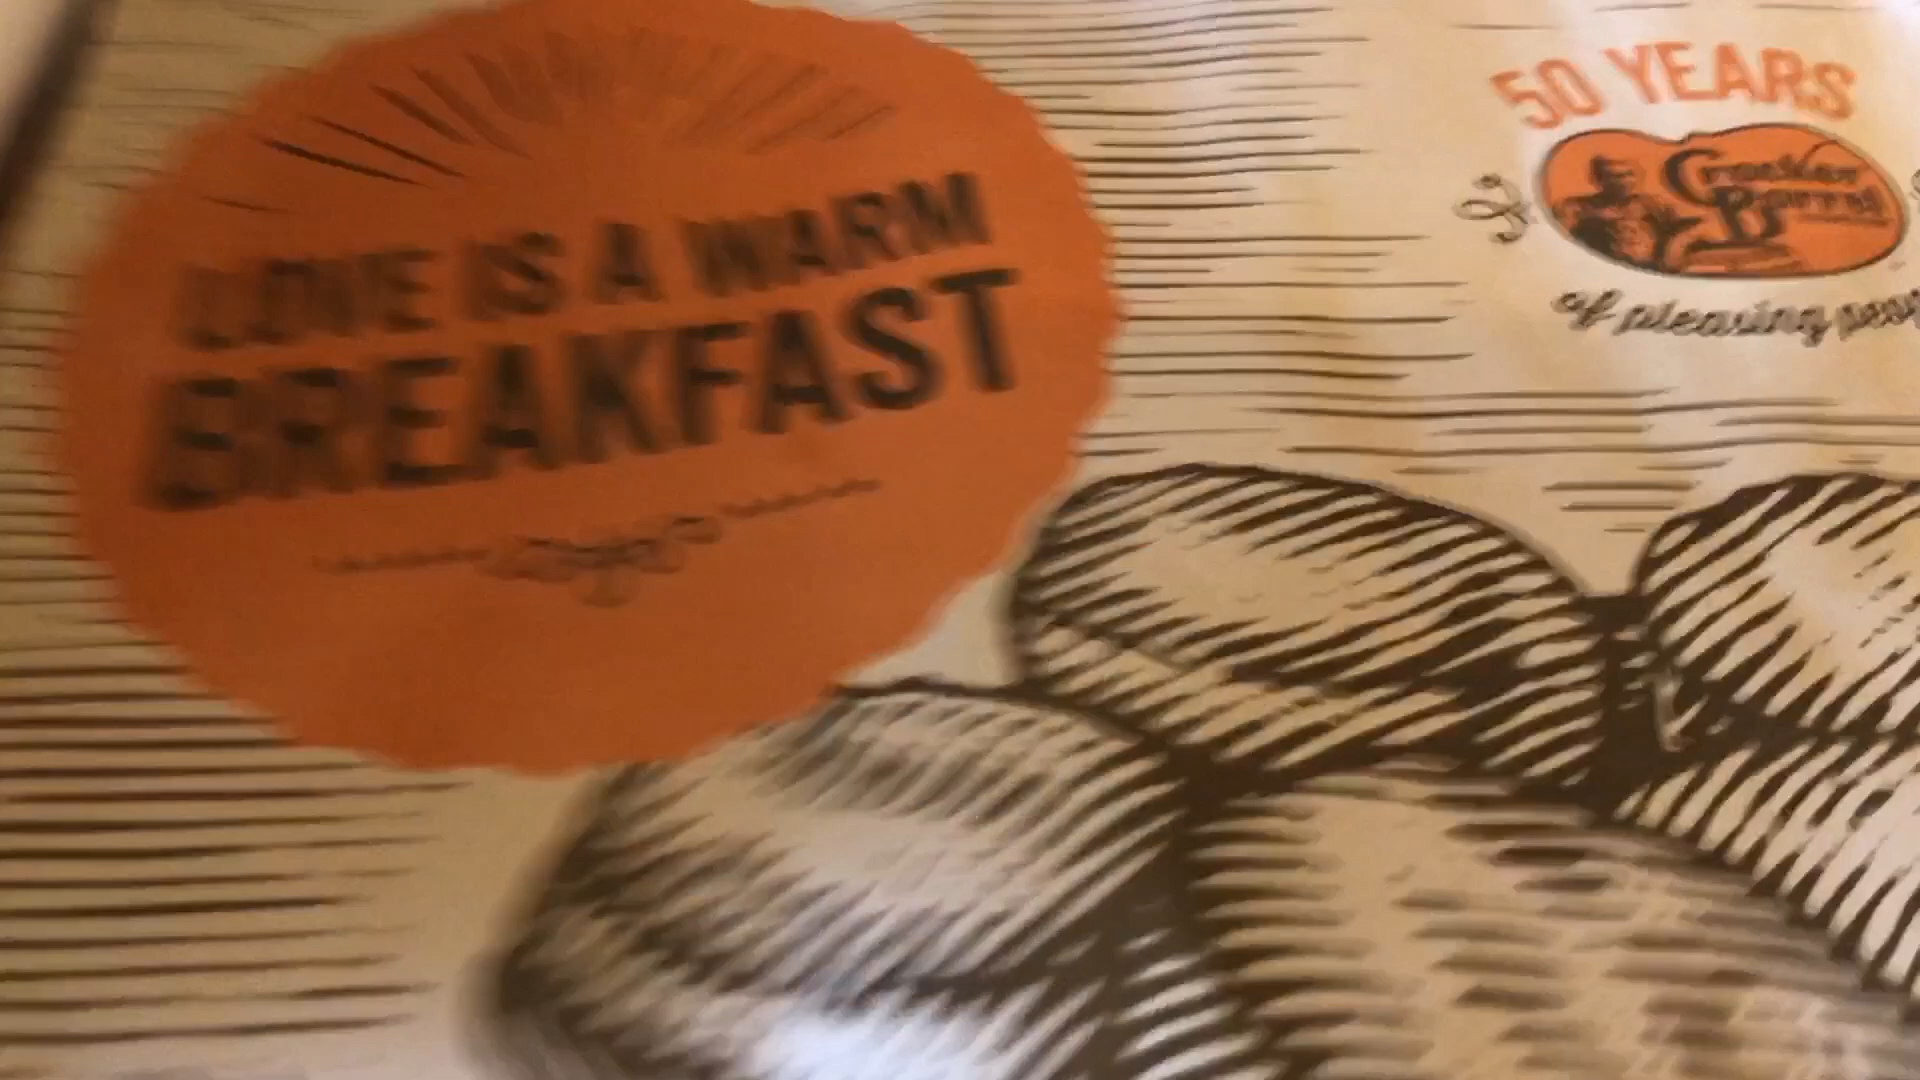 LOVE IS A WARM
BREAKFAST
50 YEARS
Cracker
Barrel
of pleasing